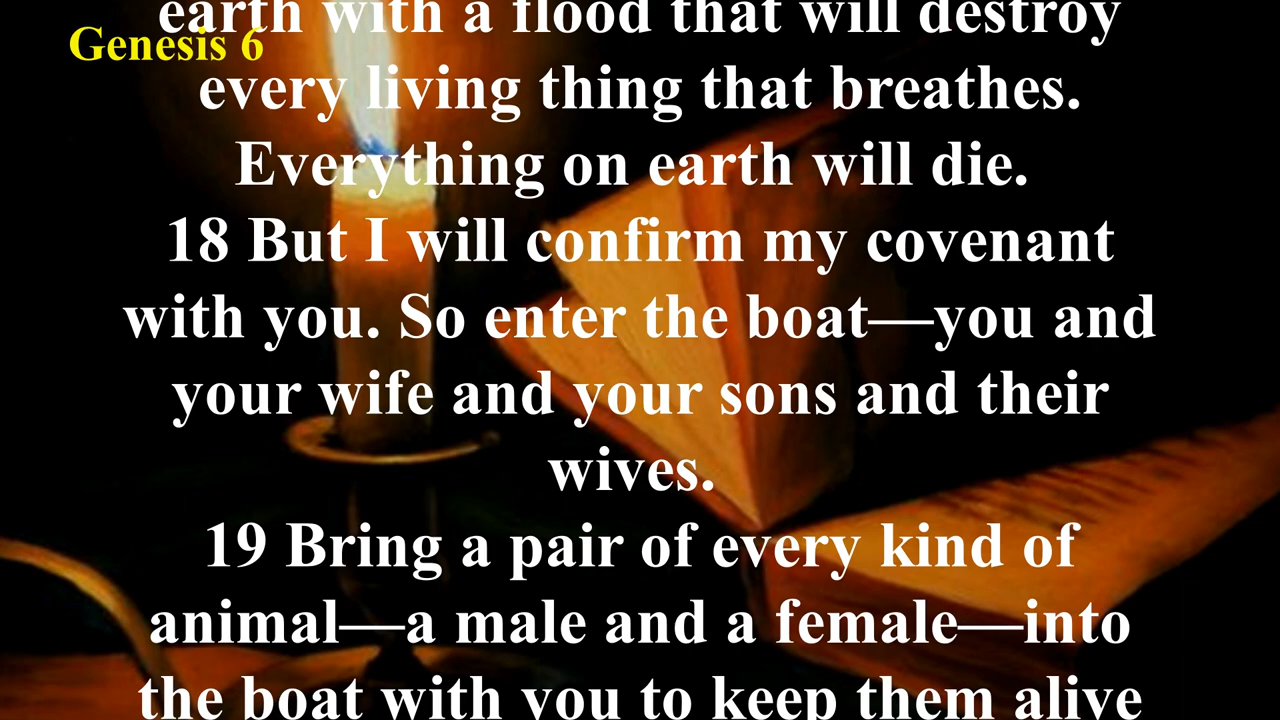 earth with a flood that will destroy
Genesis 6
every living thing that breathes.
Everything on earth will die.
18 But I will confirm my covenant
with you. So enter the boat—you and
your wife and your sons and their
wives.
19 Bring a pair of every kind of
animal—a male and a female—into
the boat with you to keep them alive